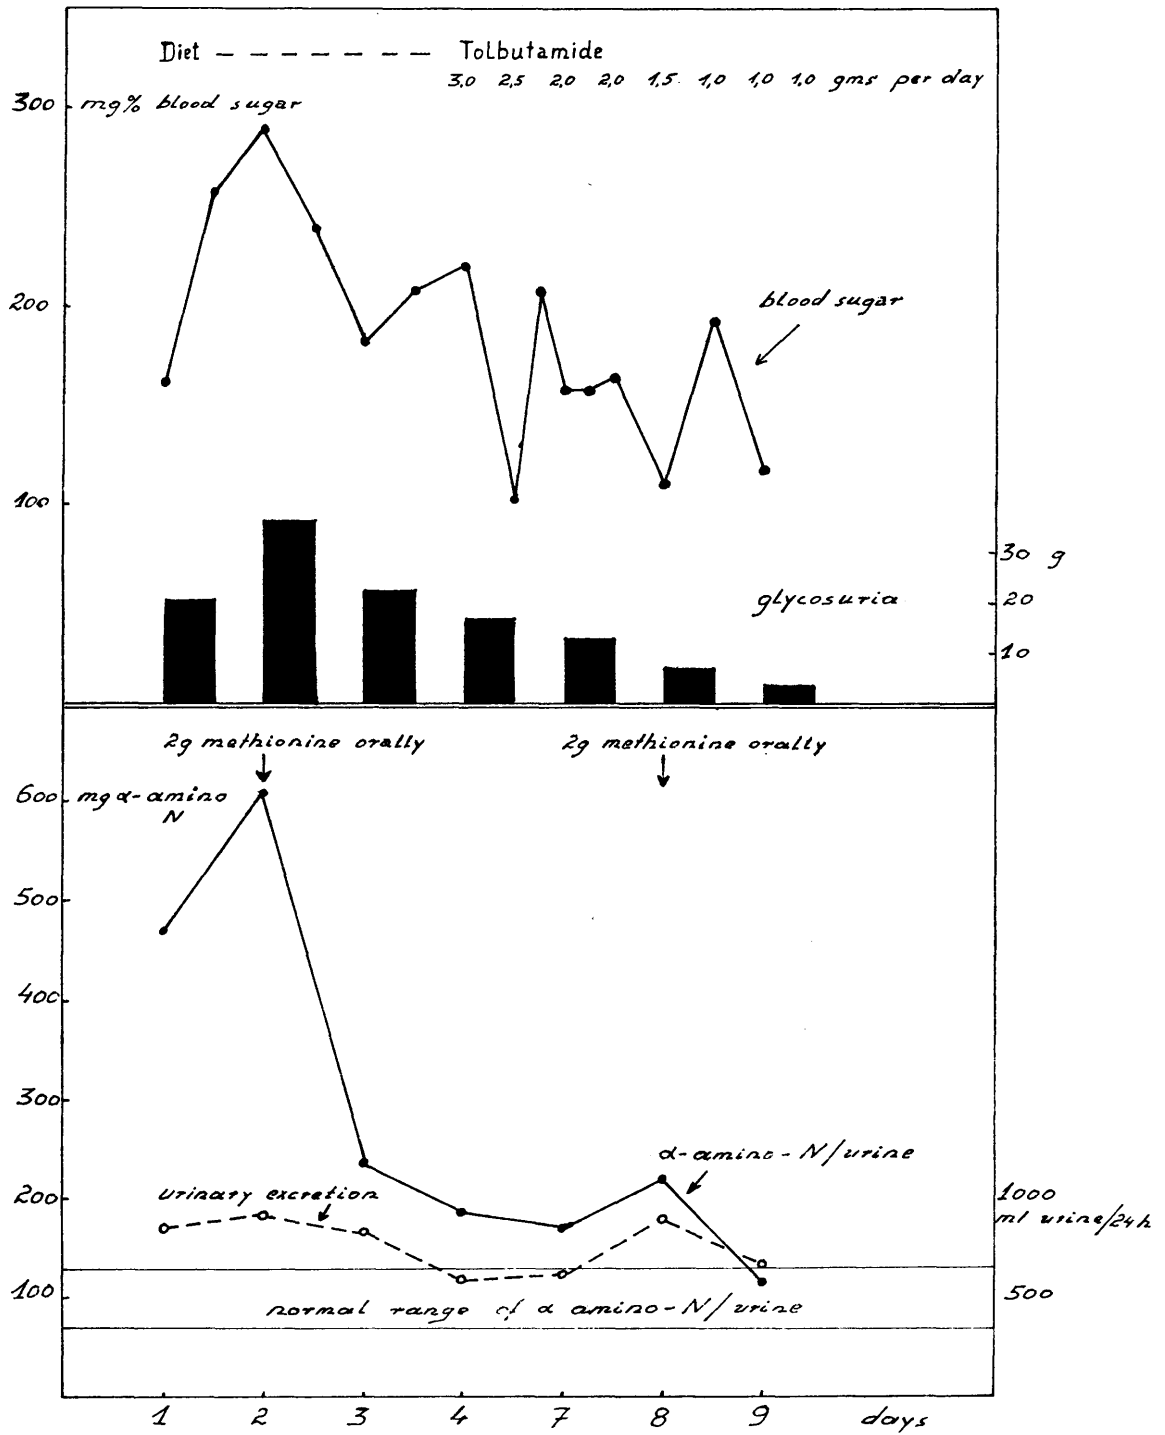 Diet - - - - - - - Tolbutamide
3,0 2,5 2,0 2,0 1,5 1,0 1,0 1,0 gms per day
300 mg% blood sugar
200
blood sugar
100
30 g
glycosuria
20
10
2g methionine orally 2g methionine orally
600 mg α-amino
N
500
400
300
α-amino-N/urine
200 urinary excretion 1000
ml urine/24h
100 500
normal range of α amino-N/urine
1 2 3 4 7 8 9 days